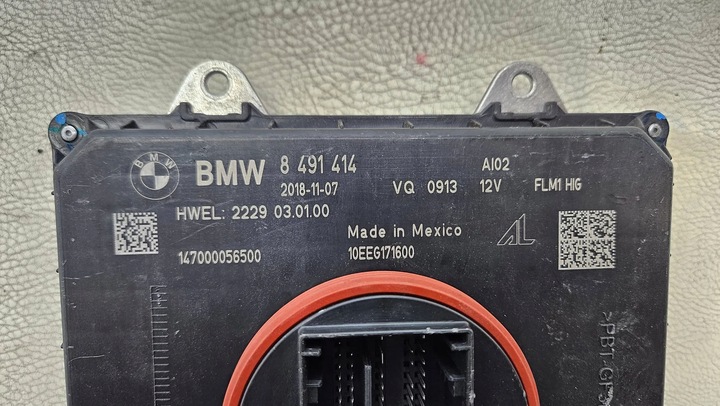 BMW
BMW 8 491 414 AI02
2018-11-07 VQ 0913 12V FLM1 HIG
HWEL: 2229 03.01.00
Made in Mexico AL
147000056500 10EEG171600
>PBT-GF